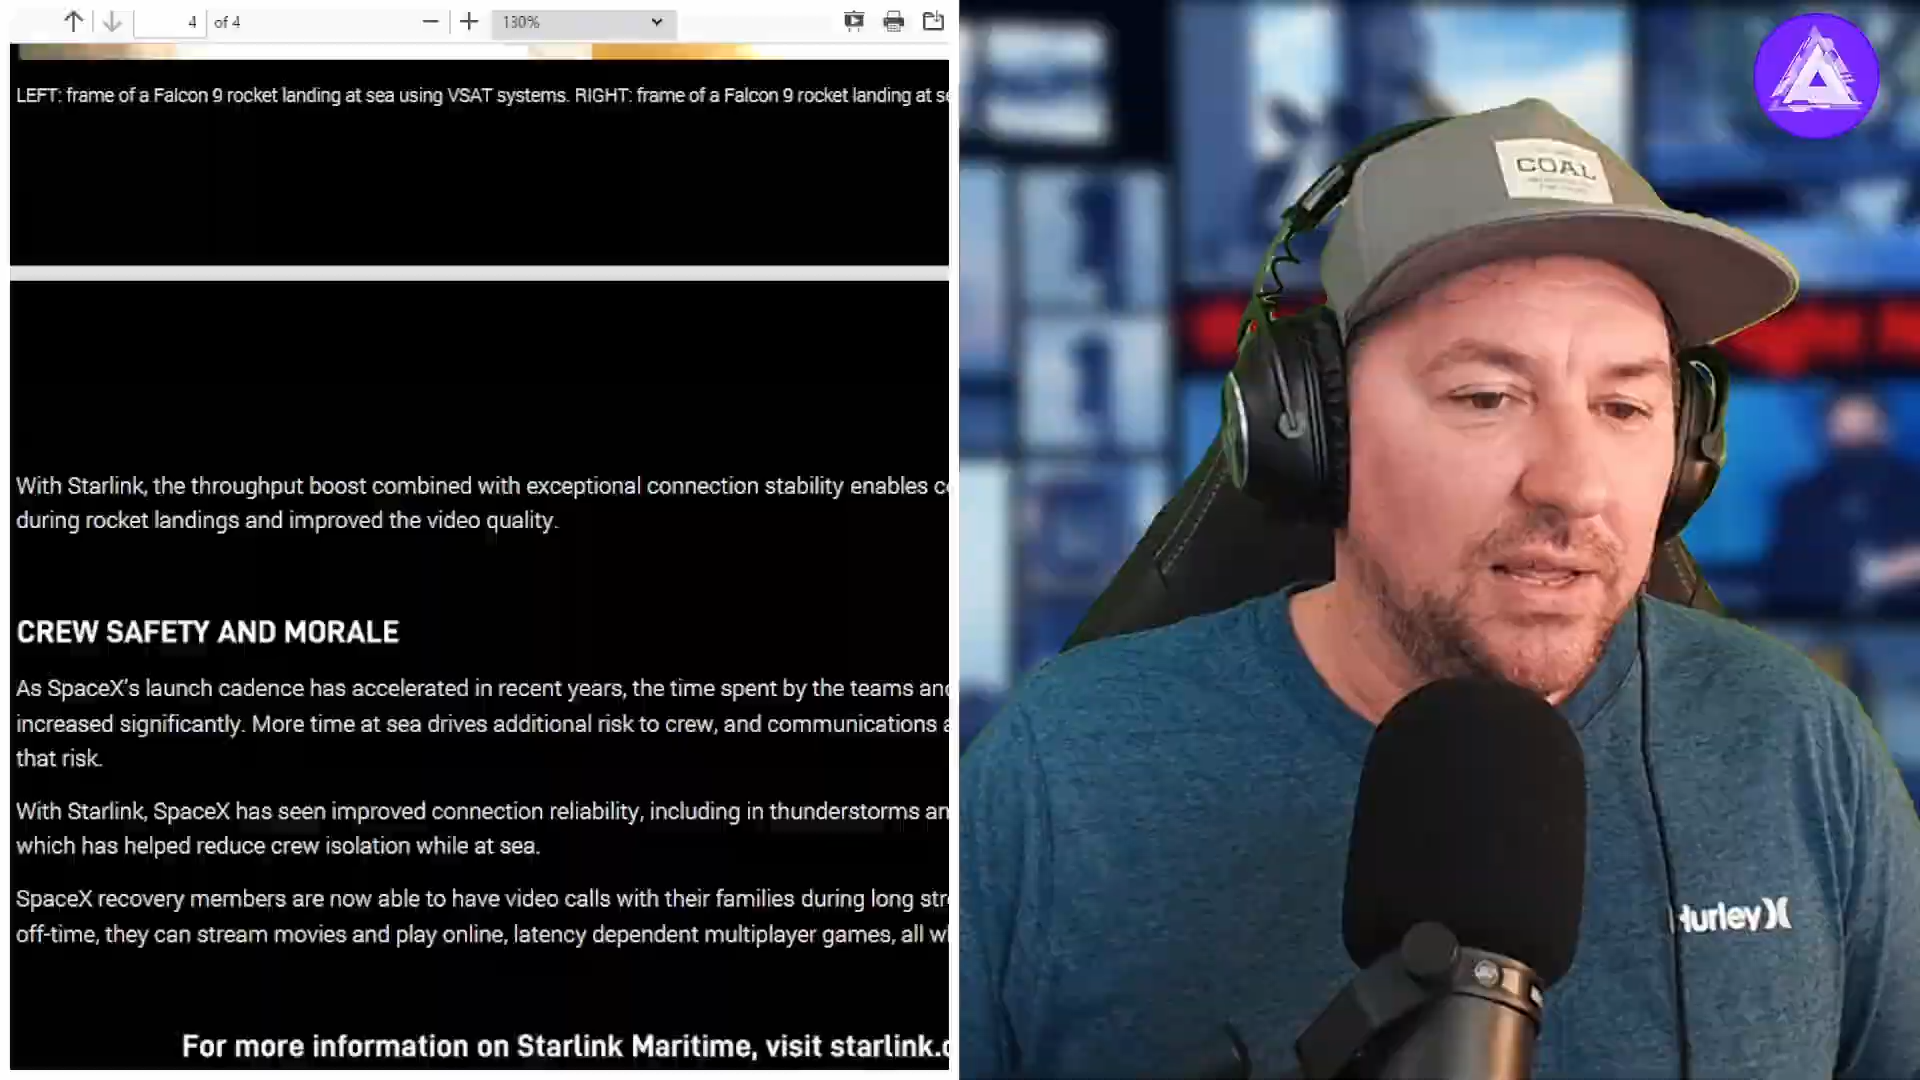 4 of 4
130%
LEFT: frame of a Falcon 9 rocket landing at sea using VSAT systems. RIGHT: frame of a Falcon 9 rocket landing at
With Starlink, the throughput boost combined with exceptional connection stability enables
during rocket landings and improved the video quality.
CREW SAFETY AND MORALE
As SpaceX's launch cadence has accelerated in recent years, the time spent by the teams
increased significantly. More time at sea drives additional risk to crew, and communications
that risk.
With Starlink, SpaceX has seen improved connection reliability, including in thunderstorms
which has helped reduce crew isolation while at sea.
SpaceX recovery members are now able to have video calls with their families during long
off-time, they can stream movies and play online, latency dependent multiplayer games, all
For more information on Starlink Maritime, visit starlink.
COAL
Hurley